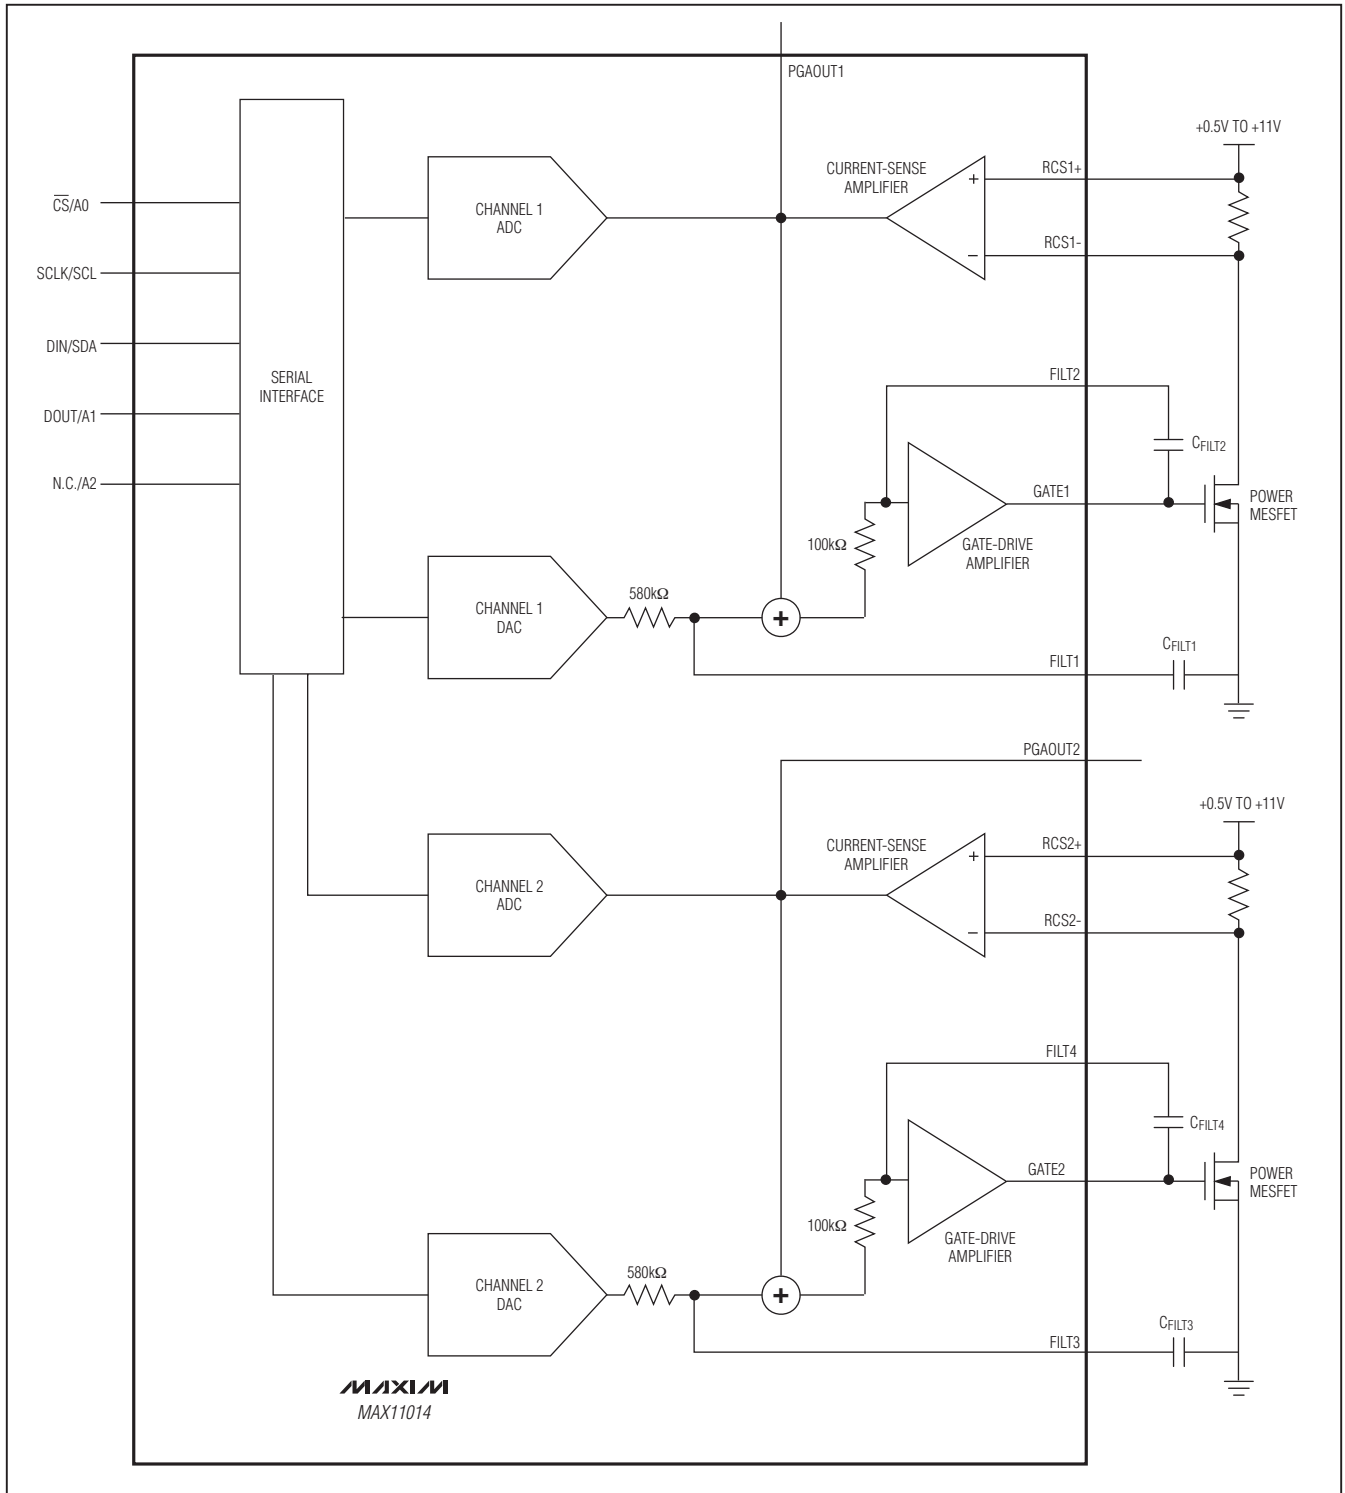 PGAOUT1
+0.5V TO +11V
CURRENT-SENSE
AMPLIFIER
+
RCS1+
−
RCS1-
CHANNEL 1
ADC
CS/A0
SCLK/SCL
DIN/SDA
DOUT/A1
N.C./A2
SERIAL
INTERFACE
FILT2
CFILT2
GATE1
POWER
MESFET
100kΩ
GATE-DRIVE
AMPLIFIER
CHANNEL 1
DAC
580kΩ
+
CFILT1
FILT1
PGAOUT2
+0.5V TO +11V
CURRENT-SENSE
AMPLIFIER
+
RCS2+
−
RCS2-
CHANNEL 2
ADC
FILT4
CFILT4
GATE2
POWER
MESFET
100kΩ
GATE-DRIVE
AMPLIFIER
CHANNEL 2
DAC
580kΩ
+
CFILT3
FILT3
MAXIM
MAX11014